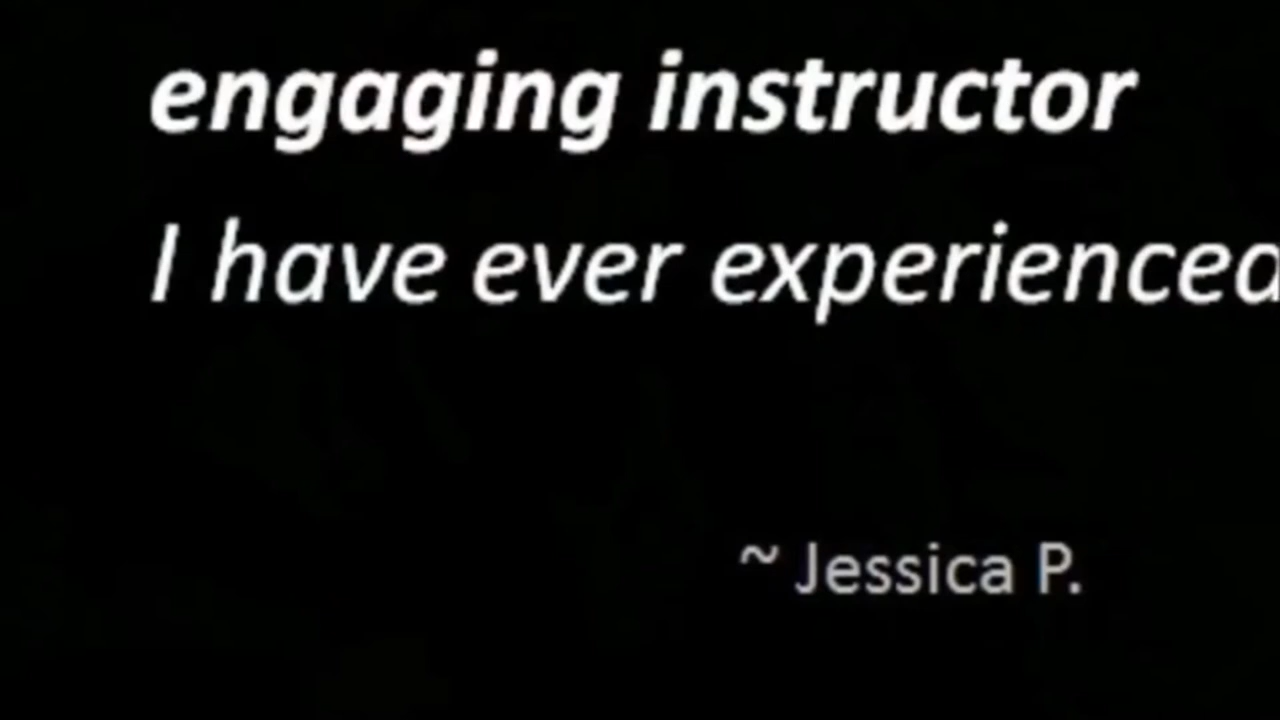 engaging instructor
I have ever experienced
~ Jessica P.